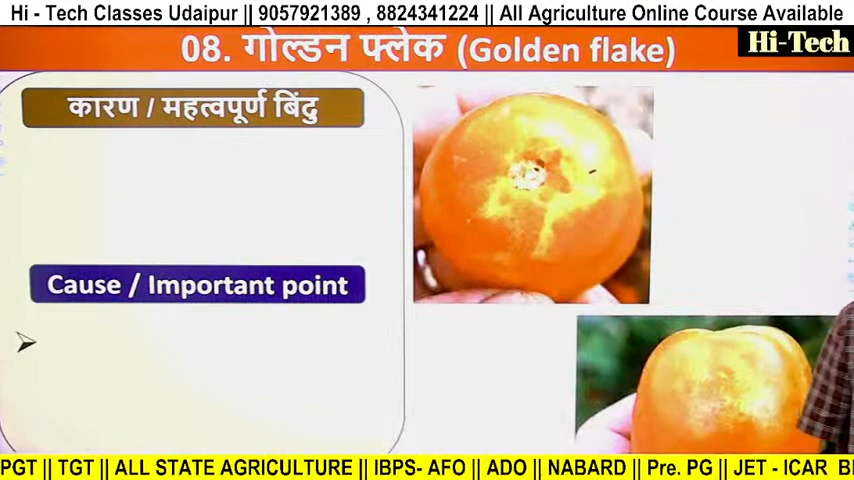 Hi - Tech Classes Udaipur || 9057921389 , 8824341224 || All Agriculture Online Course Available
08. गोल्डन फ्लेक (Golden flake)
Hi-Tech
कारण / महत्वपूर्ण बिंदु
Cause / Important point
PGT || TGT || ALL STATE AGRICULTURE || IBPS- AFO || ADO || NABARD || Pre. PG || JET - ICAR